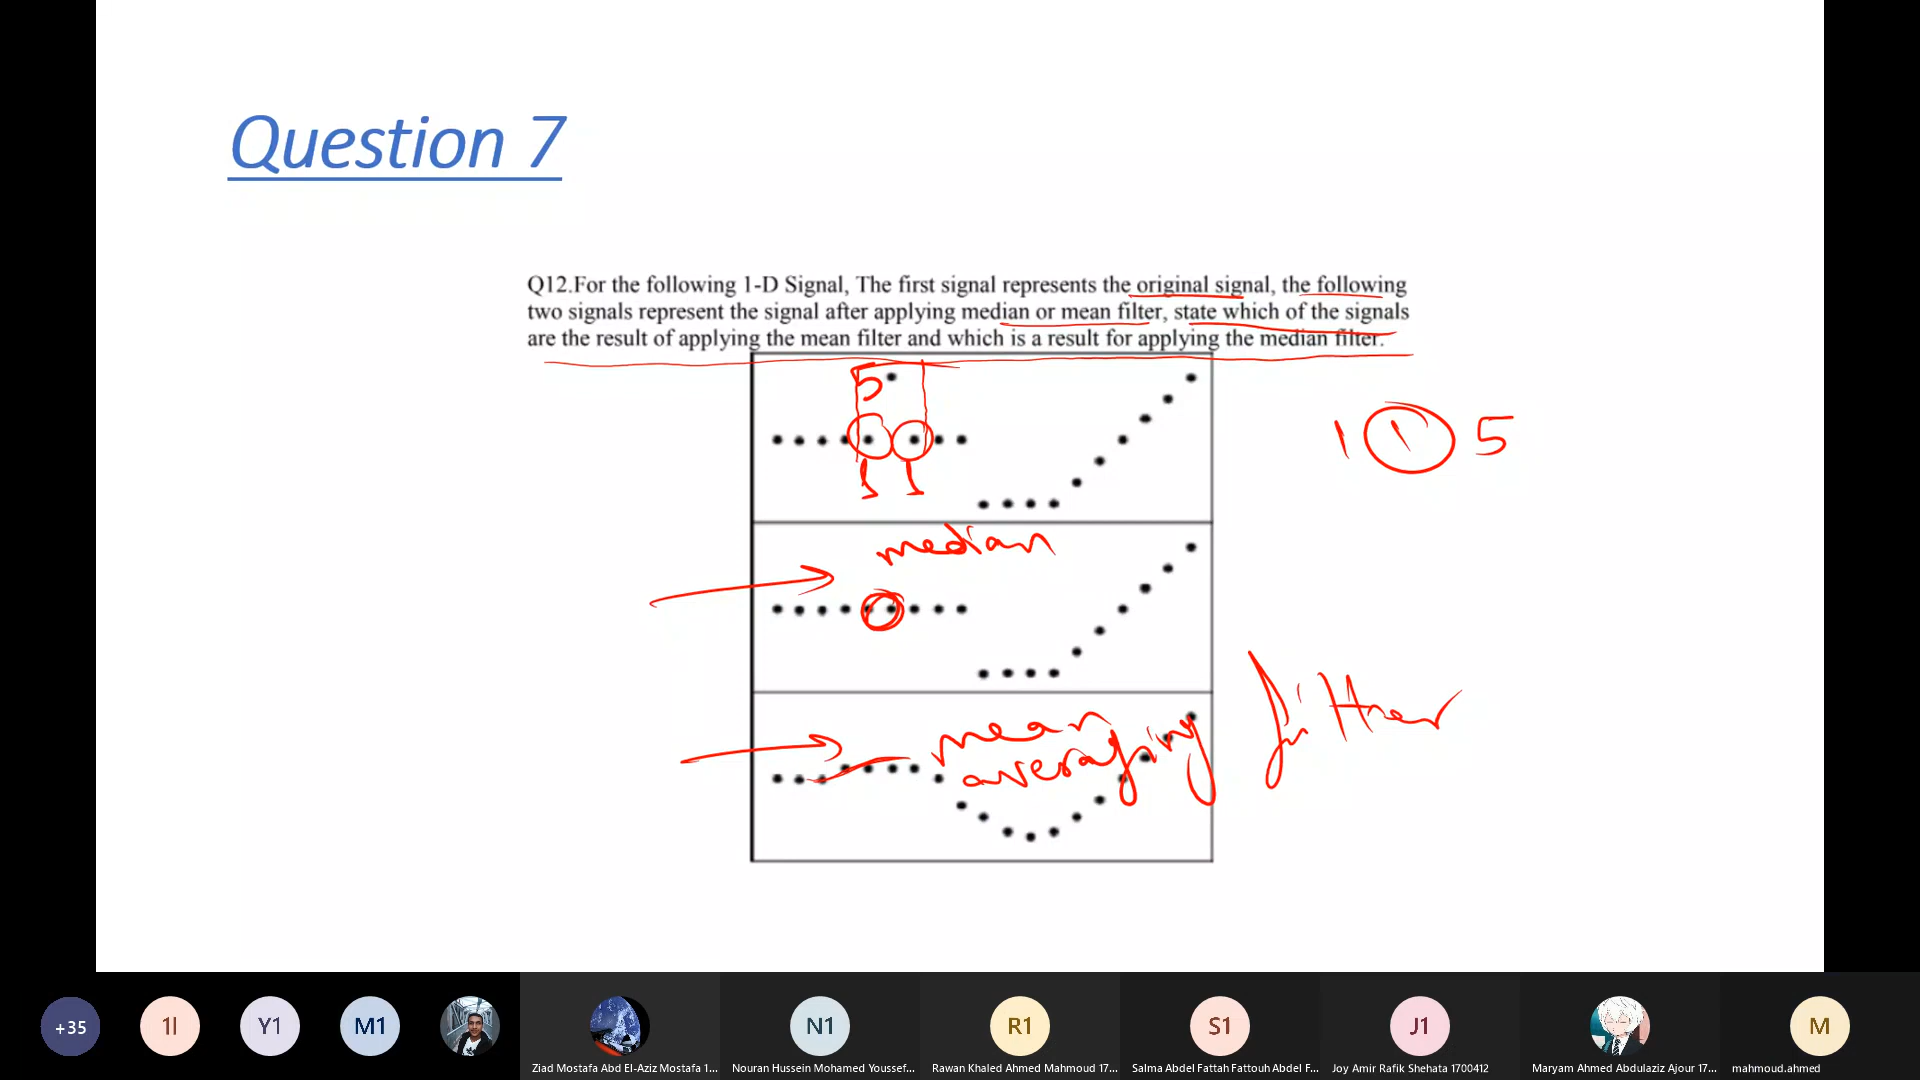 Question 7
Q12.For the following 1-D Signal, The first signal represents the original signal, the following
two signals represent the signal after applying median or mean filter, state which of the signals
are the result of applying the mean filter and which is a result for applying the median filter.
5
1 1 5
1 1
median
mean
averaging
+35
1I
Y1
M1
N1
R1
S1
J1
M
Ziad Mostafa Abd El-Aziz Mostafa 1...
Nouran Hussein Mohamed Youssef...
Rawan Khaled Ahmed Mahmoud 17...
Salma Abdel Fattah Fattouh Abdel F...
Joy Amir Rafik Shehata 1700412
Maryam Ahmed Abdulaziz Ajour 17...
mahmoud.ahmed